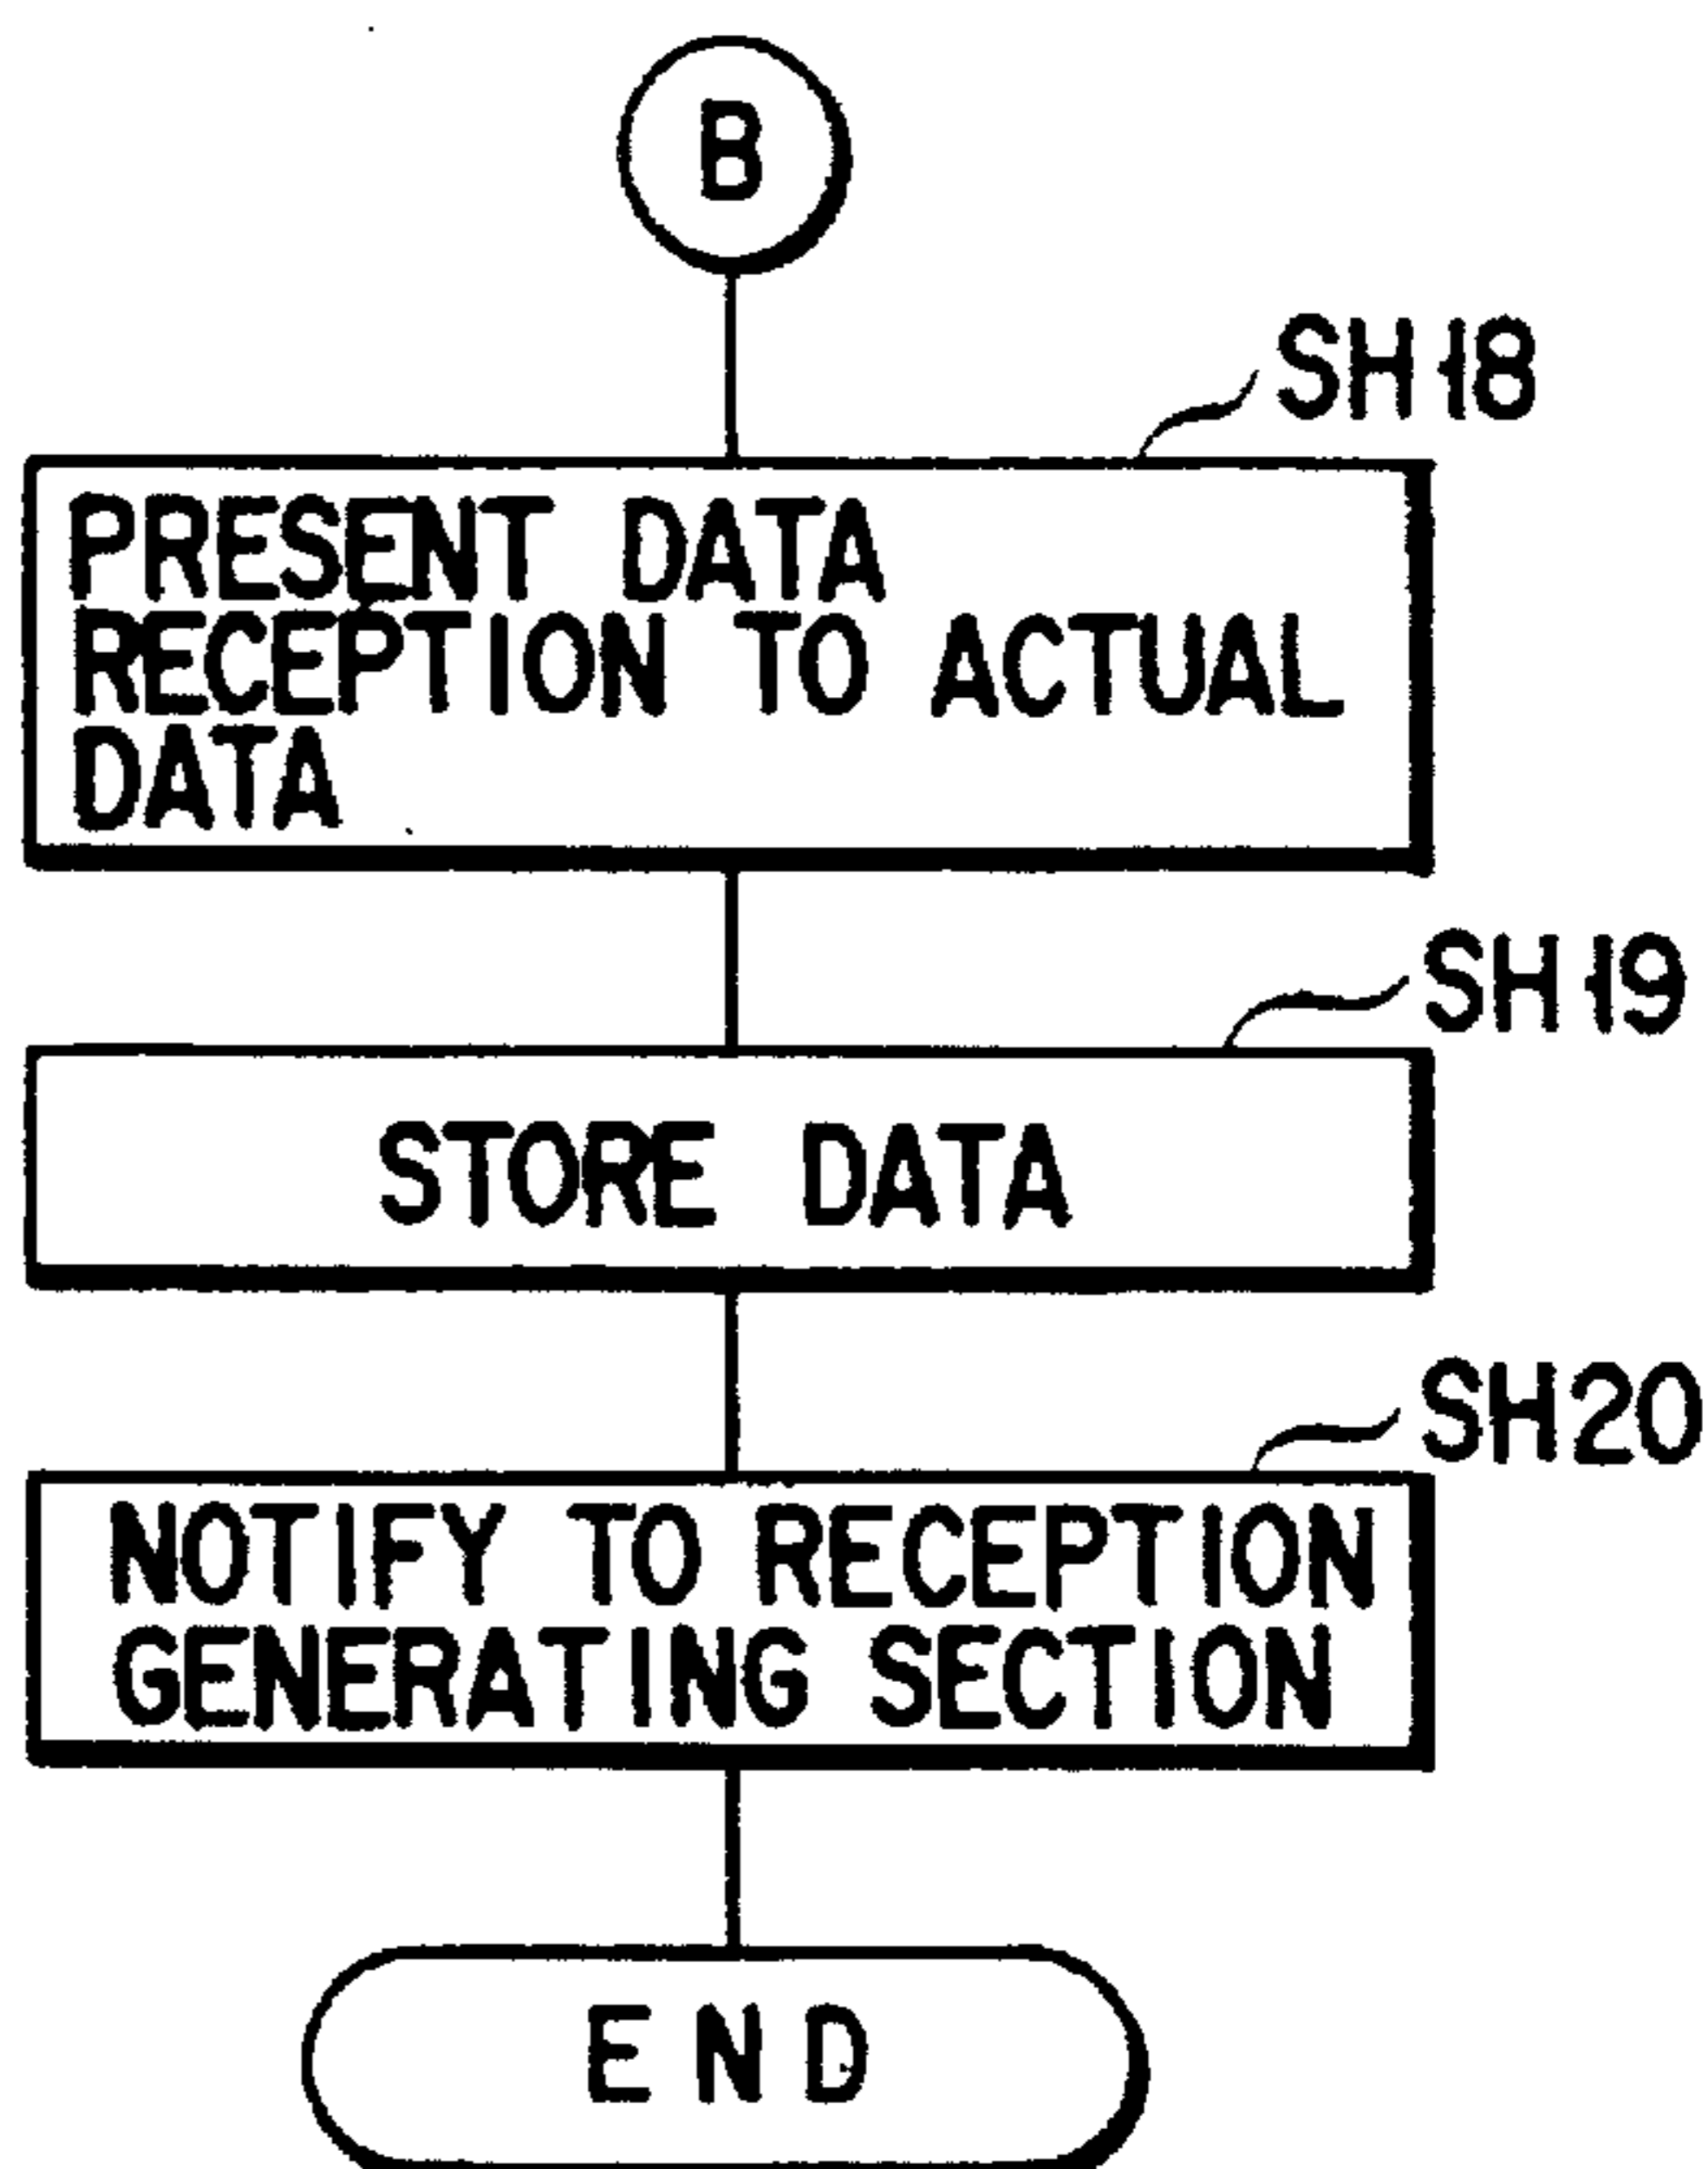 B
SH18
PRESENT DATA
RECEPTION TO ACTUAL
DATA
SH19
STORE DATA
SH20
NOTIFY TO RECEPTION
GENERATING SECTION
END